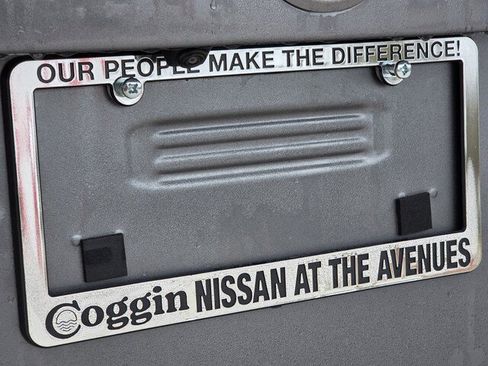 OUR PEOPLE MAKE THE DIFFERENCE!
Coggin NISSAN AT THE AVENUES